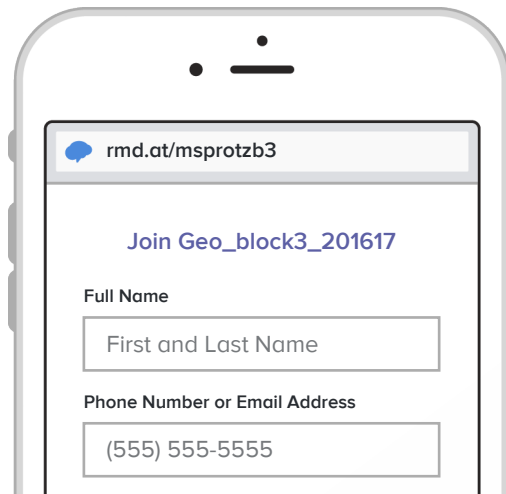 rmd.at/msprotzb3
Join Geo_block3_201617
Full Name
First and Last Name
Phone Number or Email Address
(555) 555-5555